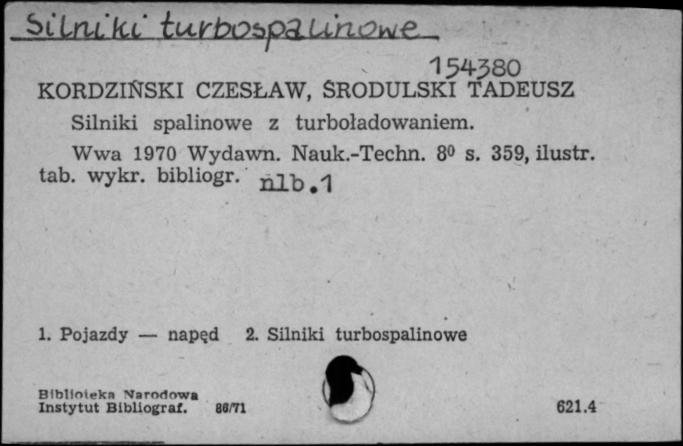 Silniki turbospalinowe
154380
KORDZIŃSKI CZESŁAW, ŚRODULSKI TADEUSZ
Silniki spalinowe z turboładowaniem.
Wwa 1970 Wydawn. Nauk.-Techn. 8⁰ s. 359, ilustr.
tab. wykr. bibliogr. nlb.1
1. Pojazdy — napęd 2. Silniki turbospalinowe
Biblioteka Narodowa
Instytut Bibliograf. 86/71
621.4